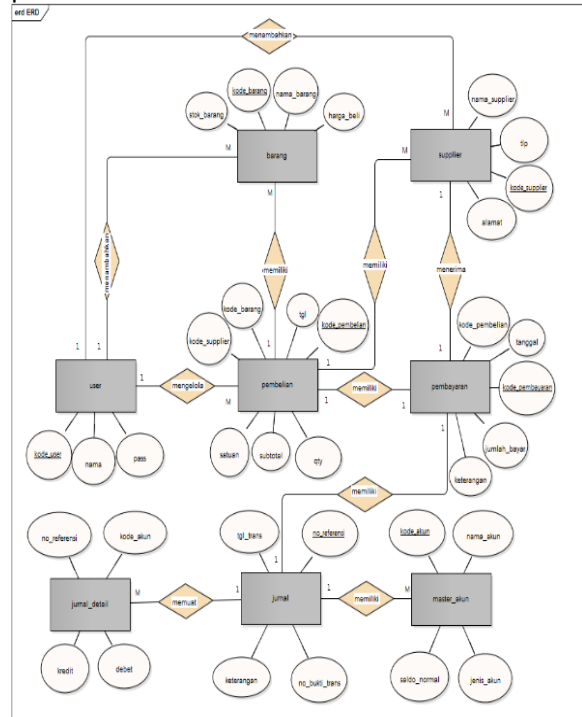 erd ERD
menambahkan
kode_barang
nama_barang
stok_barang
harga_beli
nama_supplier
tlp
kode_supplier
alamat
barang
supplier
M
M
M
M
1
menambahkan
memiliki
memiliki
menerima
kode_barang
tgl
kode_supplier
kode_pembelian
kode_pembelian
tanggal
kode_pembayaran
1
1
1
1
1
user
1
mengelola
M
pembelian
1
memiliki
1
pembayaran
1
kode_user
nama
pass
satuan
subtotal
qty
keterangan
jumlah_bayar
memiliki
no_referensi
kode_akun
tgl_trans
no_referensi
kode_akun
nama_akun
1
jurnal_detail
M
memuat
1
jurnal
1
memiliki
M
master_akun
kredit
debet
keterangan
no_bukti_trans
saldo_normal
jenis_akun